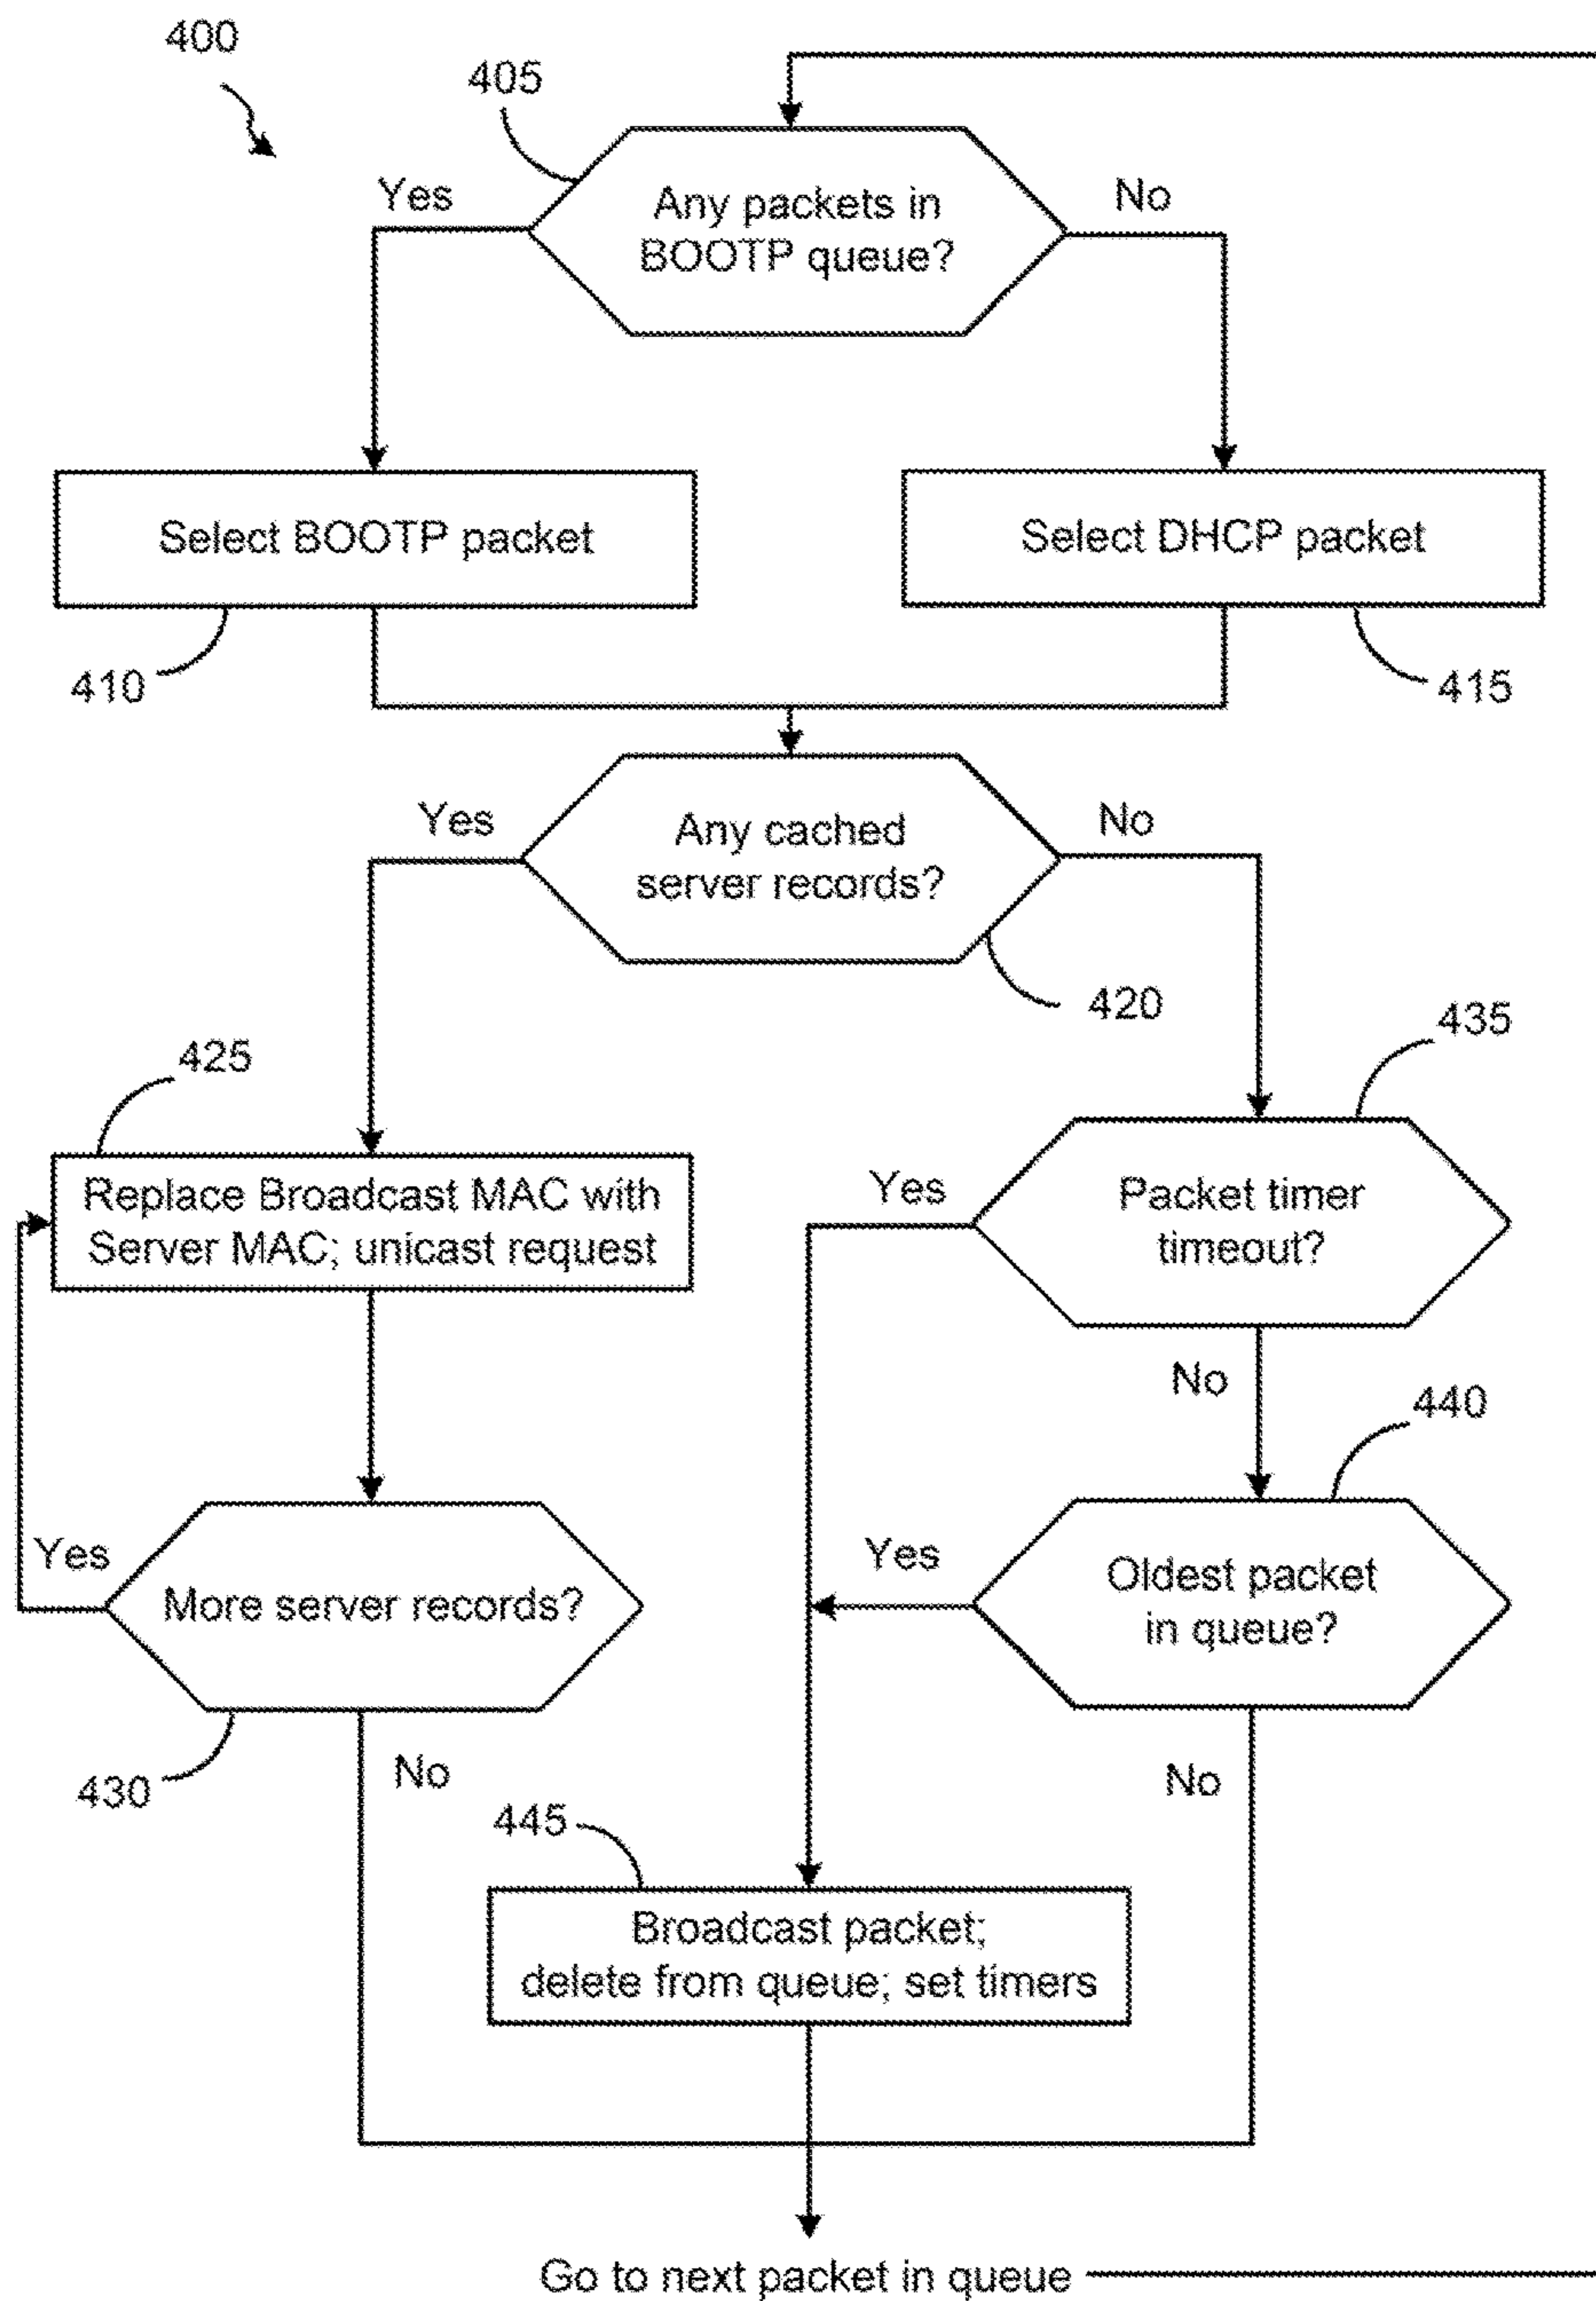 400
405
Yes
No
Any packets in
BOOTP queue?
Select BOOTP packet
Select DHCP packet
410
415
Yes
No
Any cached
server records?
420
435
425
Replace Broadcast MAC with
Server MAC; unicast request
Yes
Packet timer
timeout?
No
440
Yes
More server records?
Yes
Oldest packet
in queue?
430
No
No
445
Broadcast packet;
delete from queue; set timers
Go to next packet in queue